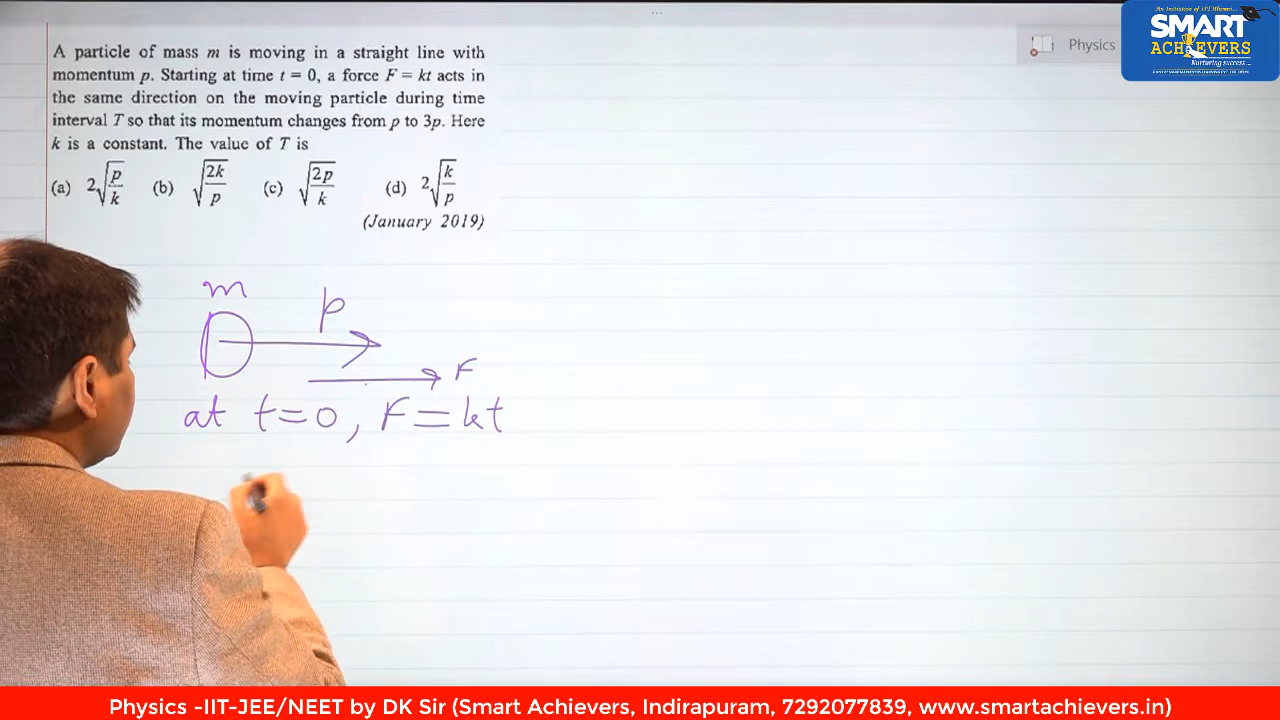 A particle of mass m is moving in a straight line with
momentum p. Starting at time t = 0, a force F = kt acts in
the same direction on the moving particle during time
interval T so that its momentum changes from p to 3p. Here
k is a constant. The value of T is
(a) 2√(p/k) (b) √(2k/p) (c) √(2p/k) (d) 2√(k/p)
(January 2019)
m
p
F
at t=0, F=kt
Physics
SMART
ACHIEVERS
Nurturing success...
Physics -IIT-JEE/NEET by DK Sir (Smart Achievers, Indirapuram, 7292077839, www.smartachievers.in)